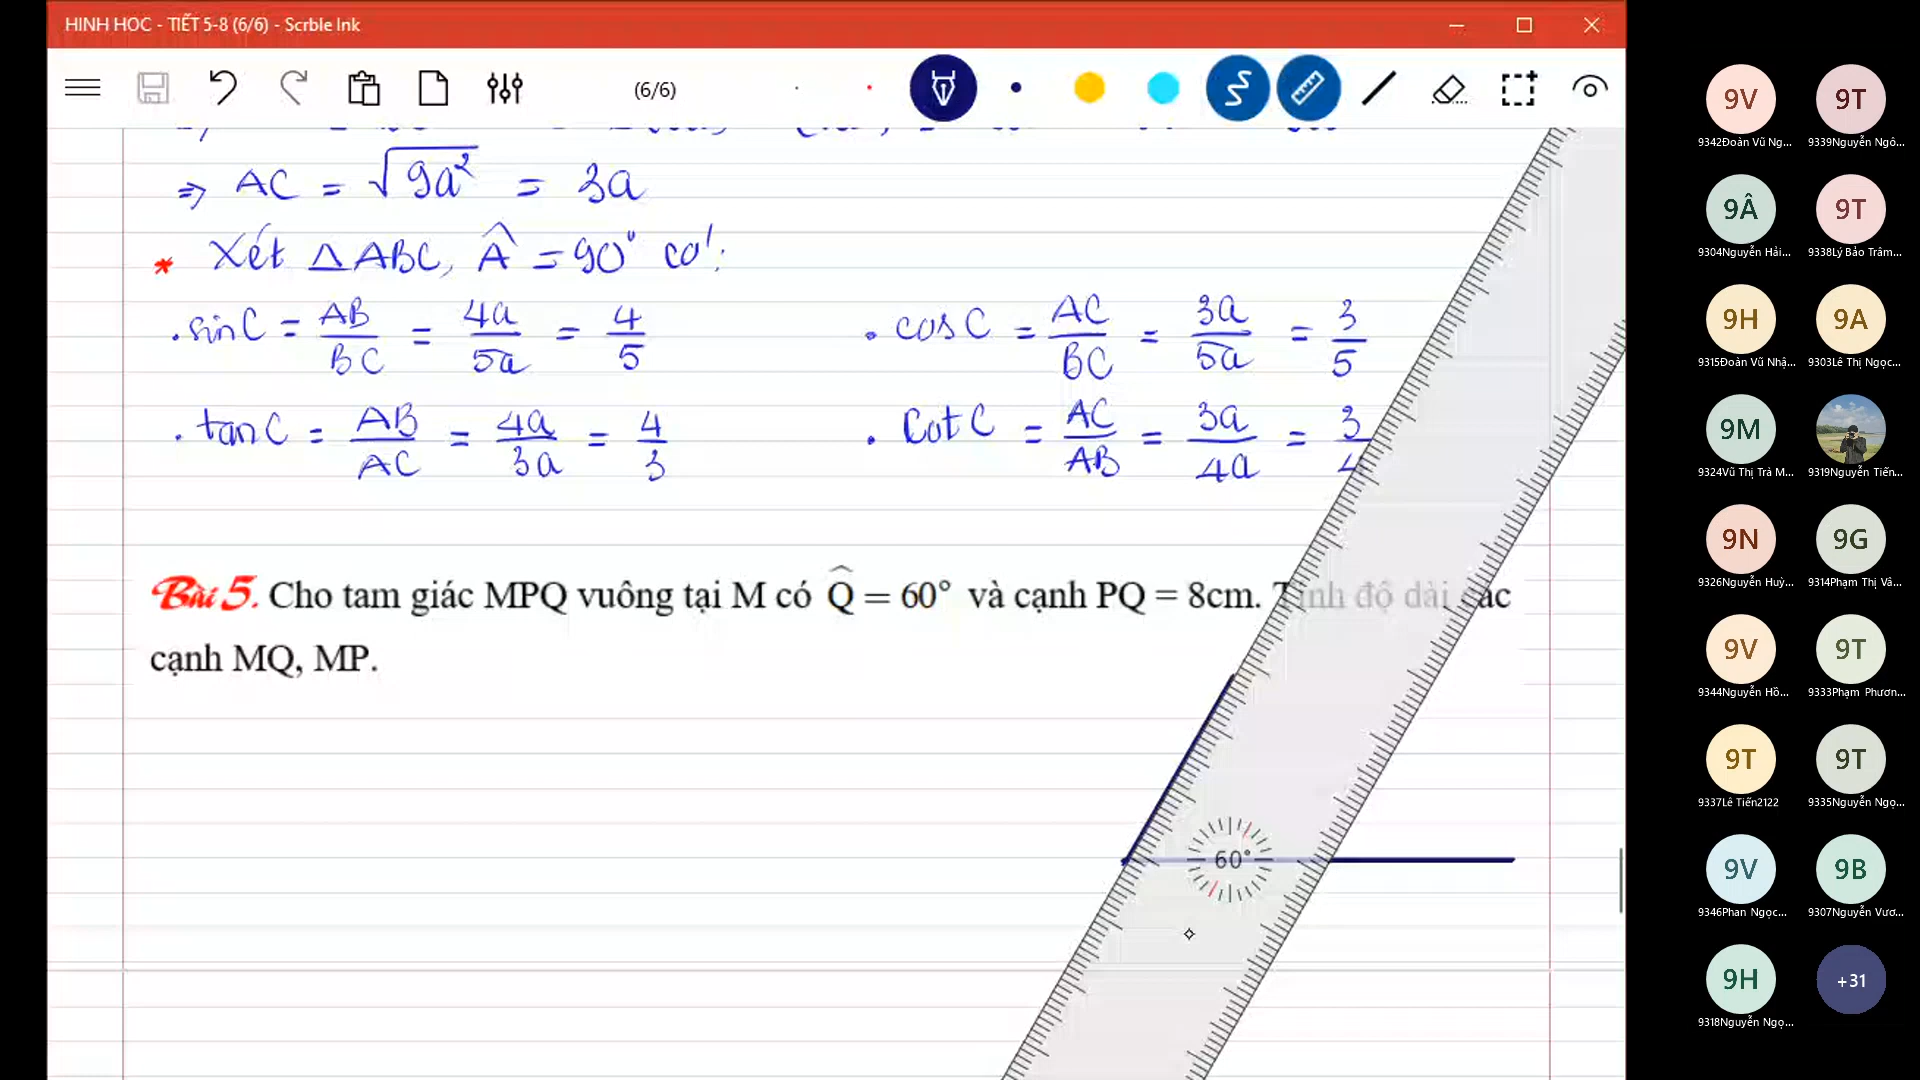 HINH HOC - TIẾT 5-8 (6/6) - Scrble Ink
(6/6)
⇒ AC = √9a² = 3a
* Xét △ABC, Â = 90° có:
. sinC = AB/BC = 4a/5a = 4/5
. cosC = AC/BC = 3a/5a = 3/5
. tanC = AB/AC = 4a/3a = 4/3
. CotC = AC/AB = 3a/4a = 3/4
Bài 5. Cho tam giác MPQ vuông tại M có Q̂ = 60° và cạnh PQ = 8cm. Tính độ dài các
cạnh MQ, MP.
60°
9V 9T
9342Đoàn Vũ Ng... 9339Nguyễn Ngô...
9Â 9T
9304Nguyễn Hải... 9338Lý Bảo Trâm...
9H 9A
9315Đoàn Vũ Nhậ... 9303Lê Thị Ngọc...
9M
9324Vũ Thị Trà M... 9319Nguyễn Tiến...
9N 9G
9326Nguyễn Huỳ... 9314Phạm Thị Vâ...
9V 9T
9344Nguyễn Hồ... 9333Phạm Phươn...
9T 9T
9337Lê Tiến2122 9335Nguyễn Ngọ...
9V 9B
9346Phan Ngọc... 9307Nguyễn Vươ...
9H +31
9318Nguyễn Ngọ...